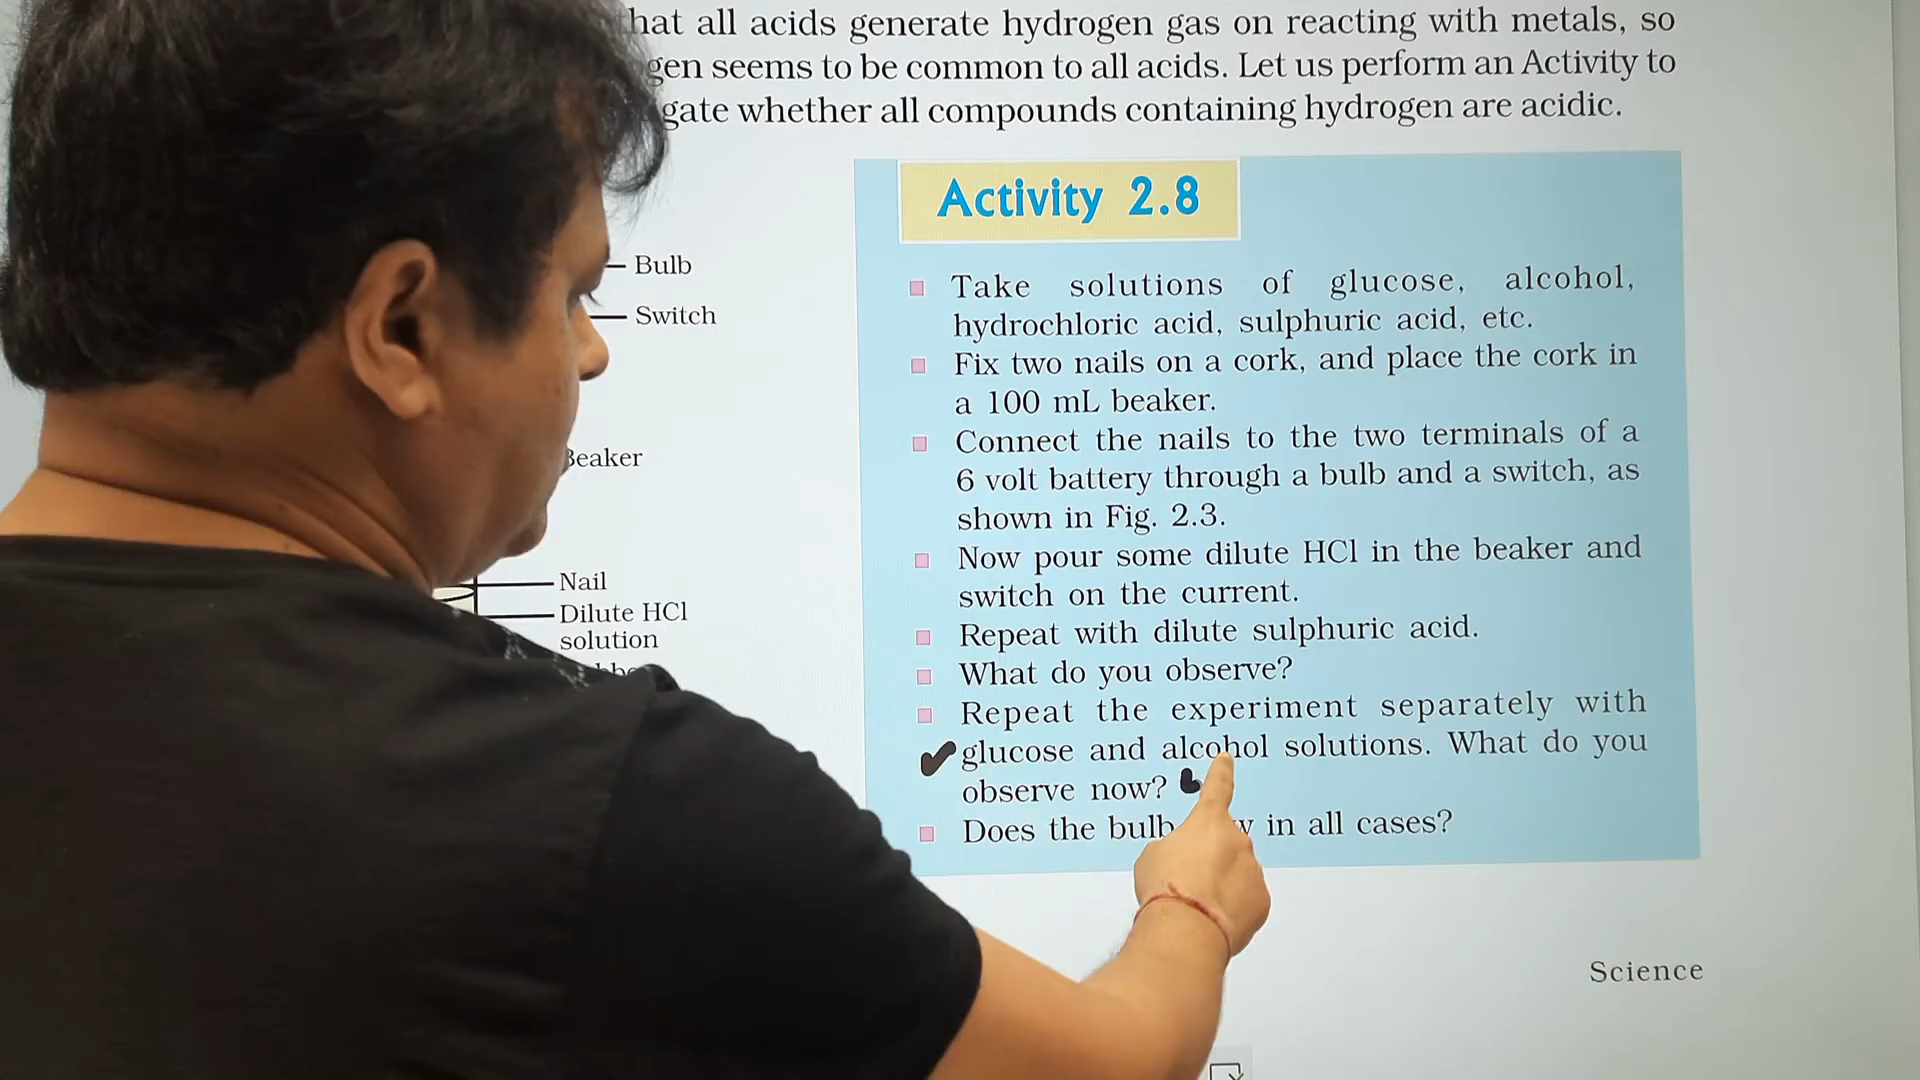 hat all acids generate hydrogen gas on reacting with metals, so
gen seems to be common to all acids. Let us perform an Activity to
gate whether all compounds containing hydrogen are acidic.
Bulb
Switch
Beaker
Nail
Dilute HCl
solution
Activity 2.8
Take solutions of glucose, alcohol,
hydrochloric acid, sulphuric acid, etc.
Fix two nails on a cork, and place the cork in
a 100 mL beaker.
Connect the nails to the two terminals of a
6 volt battery through a bulb and a switch, as
shown in Fig. 2.3.
Now pour some dilute HCl in the beaker and
switch on the current.
Repeat with dilute sulphuric acid.
What do you observe?
Repeat the experiment separately with
glucose and alcohol solutions. What do you
observe now?
Does the bulb in all cases?
Science